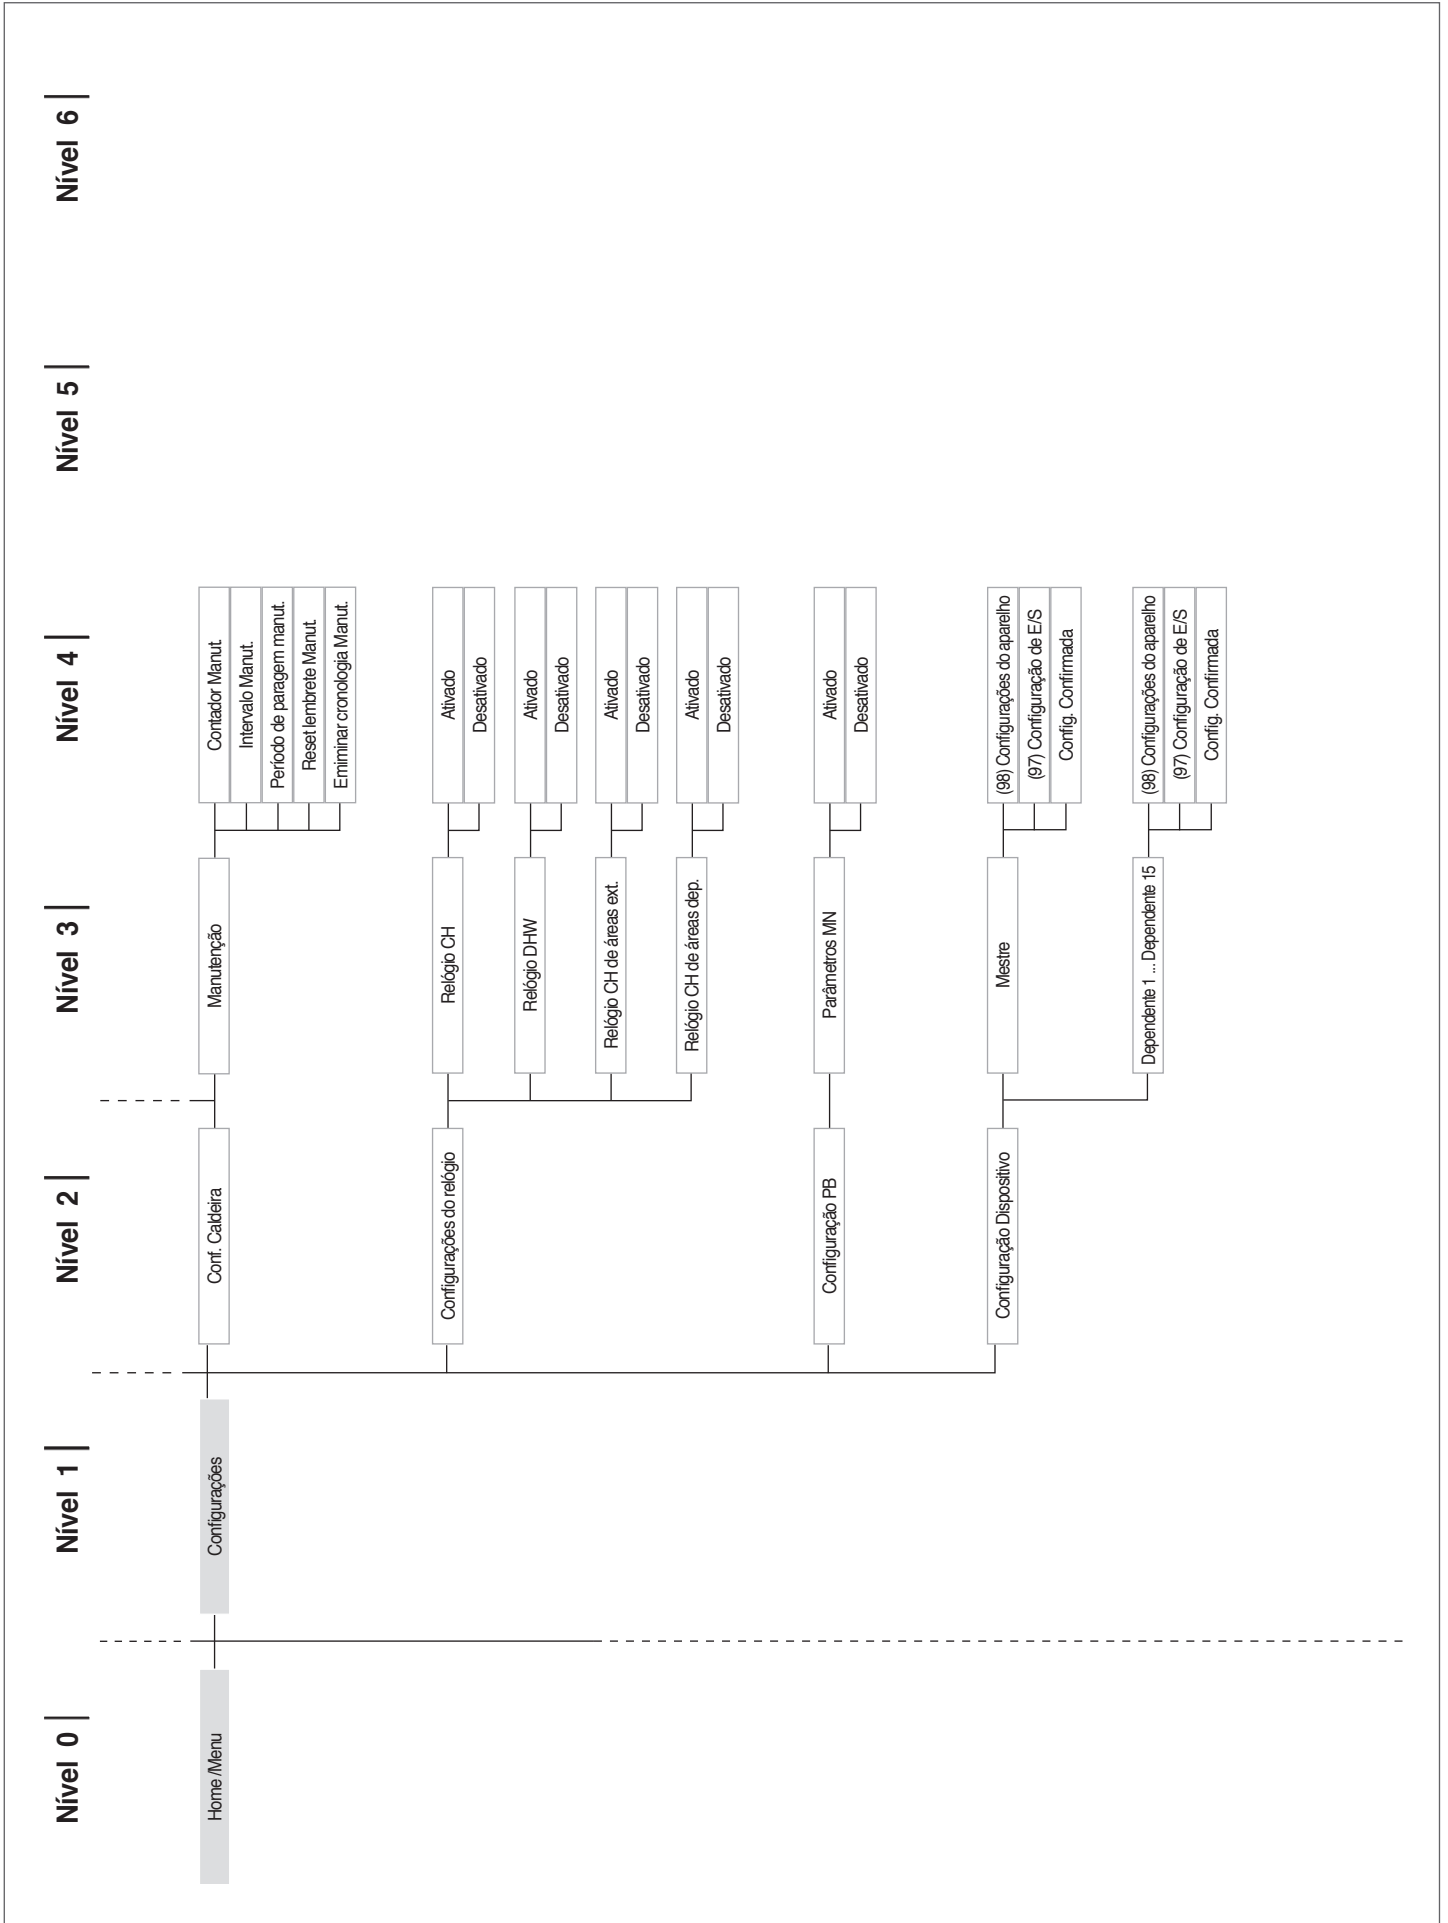 Nível 0
Nível 1
Nível 2
Nível 3
Nível 4
Nível 5
Nível 6
Home /Menu
Configurações
Conf. Caldeira
Manutenção
Contador Manut.
Intervalo Manut.
Período de paragem manut.
Reset lembrete Manut.
Emiminar cronologia Manut.
Configurações do relógio
Relógio CH
Ativado
Desativado
Relógio DHW
Ativado
Desativado
Relógio CH de áreas ext.
Ativado
Desativado
Relógio CH de áreas dep.
Ativado
Desativado
Configuração PB
Parâmetros MN
Ativado
Desativado
Configuração Dispositivo
Mestre
(98) Configurações do aparelho
(97) Configuração de E/S
Config. Confirmada
Dependente 1 ... Dependente 15
(98) Configurações do aparelho
(97) Configuração de E/S
Config. Confirmada